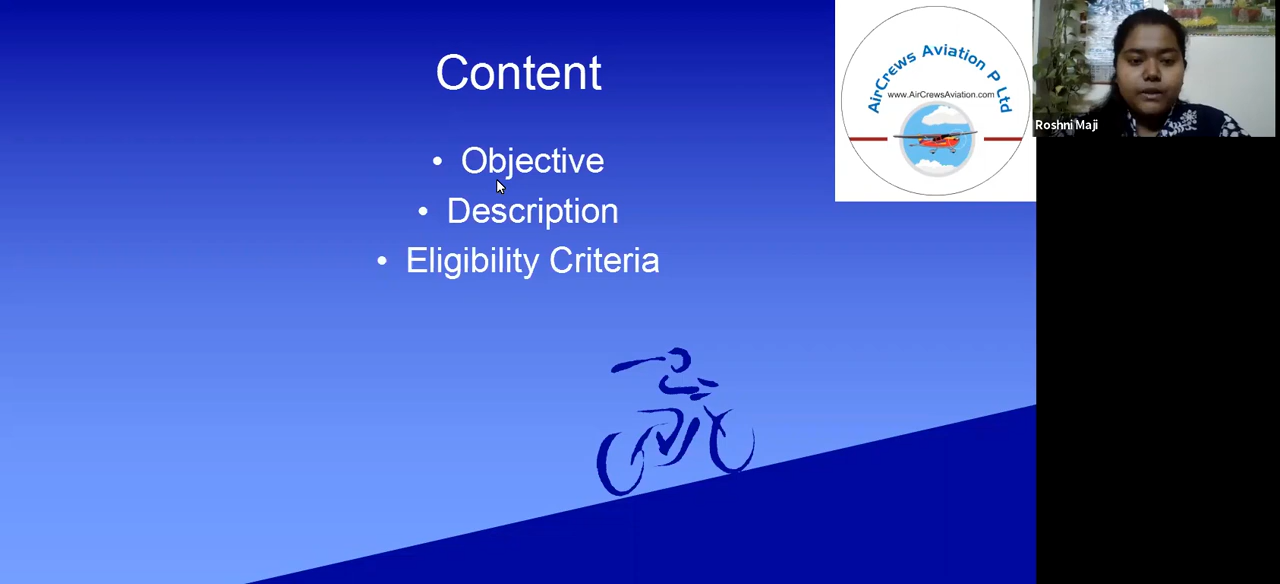 Content
• Objective
• Description
• Eligibility Criteria
AirCrews Aviation P Ltd
www.AirCrewsAviation.com
Roshni Maji